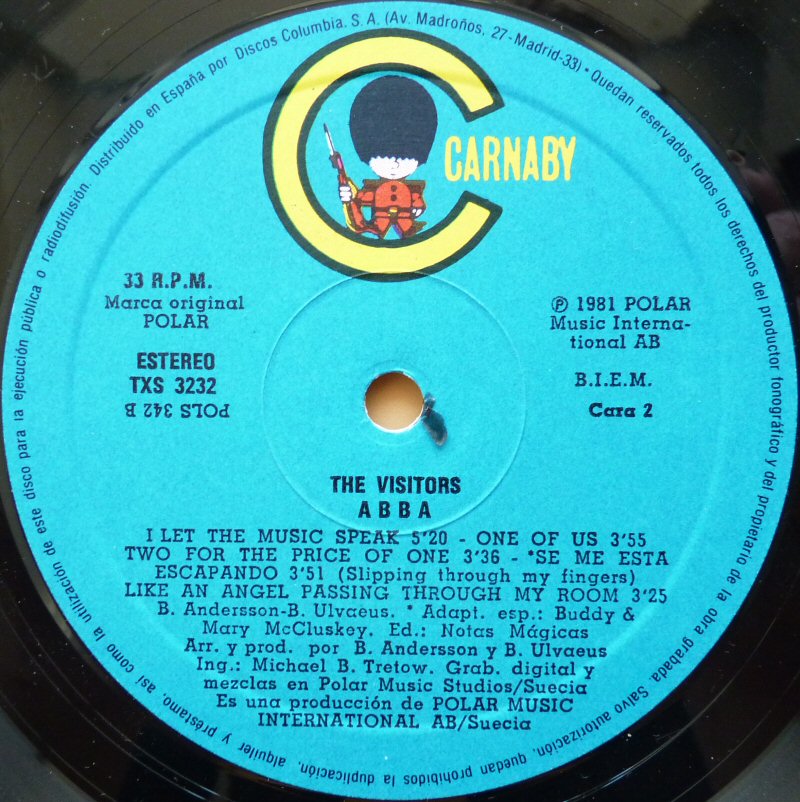 Distribuido en España por Discos Columbia, S. A. (Av. Madroños, 27-Madrid-33) • Quedan reservados todos los derechos del productor fonográfico y del propietario de la obra grabada. Salvo autorización, quedan prohibidos la duplicación, alquiler y préstamo, así como la utilización de este disco para la ejecución pública o radiodifusión.
CARNABY
33 R.P.M.
Marca original
POLAR
ESTEREO
TXS 3232
POLS 342 B
℗ 1981 POLAR
Music Interna-
tional AB
B.I.E.M.
Cara 2
THE VISITORS
ABBA
I LET THE MUSIC SPEAK 5'20 - ONE OF US 3'55
TWO FOR THE PRICE OF ONE 3'36 - *SE ME ESTA
ESCAPANDO 3'51 (Slipping through my fingers)
LIKE AN ANGEL PASSING THROUGH MY ROOM 3'25
B. Andersson-B. Ulvaeus. * Adapt. esp.: Buddy &
Mary McCluskey. Ed.: Notas Mágicas
Arr. y prod. por B. Andersson y B. Ulvaeus
Ing.: Michael B. Tretow. Grab. digital y
mezclas en Polar Music Studios/Suecia
Es una producción de POLAR MUSIC
INTERNATIONAL AB/Suecia